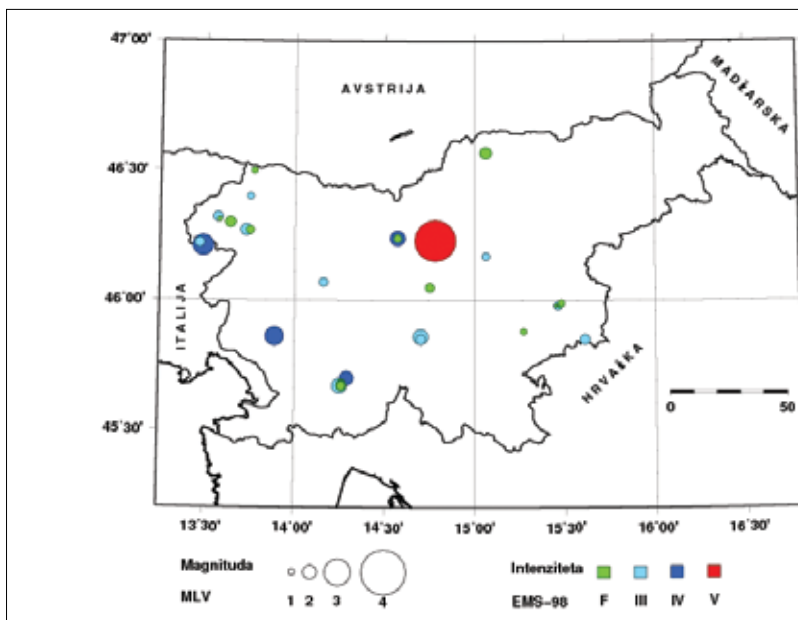 47°00'
46°30'
46°00'
45°30'
AVSTRIJA
MADžARSKA
ITALIJA
HRVAšKA
0 50
13°30' 14°00' 14°30' 15°00' 15°30' 16°00' 16°30'
Magnituda
MLV
1 2 3 4
Intenziteta
EMS-98 F III IV V